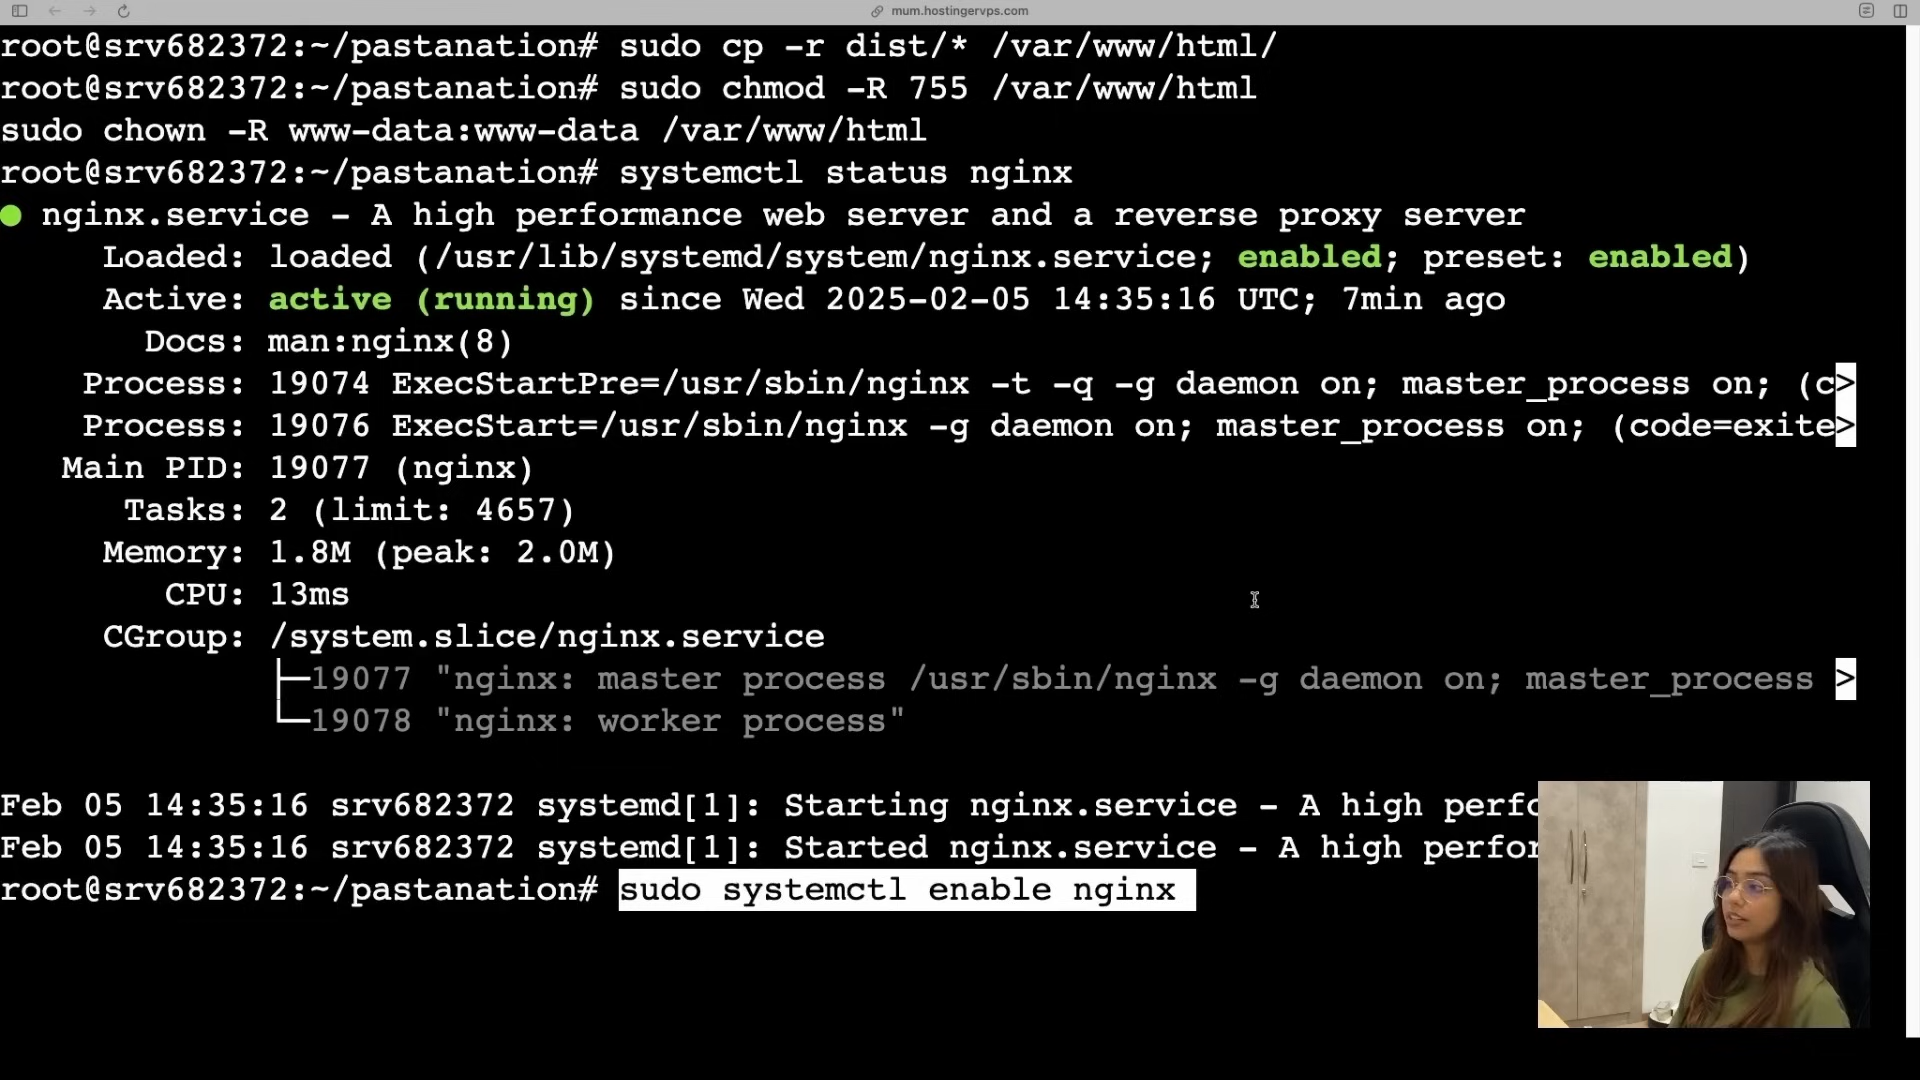 mum.hostingervps.com
root@srv682372:~/pastanation# sudo cp -r dist/* /var/www/html/
root@srv682372:~/pastanation# sudo chmod -R 755 /var/www/html
sudo chown -R www-data:www-data /var/www/html
root@srv682372:~/pastanation# systemctl status nginx
● nginx.service - A high performance web server and a reverse proxy server
Loaded: loaded (/usr/lib/systemd/system/nginx.service; enabled; preset: enabled)
Active: active (running) since Wed 2025-02-05 14:35:16 UTC; 7min ago
Docs: man:nginx(8)
Process: 19074 ExecStartPre=/usr/sbin/nginx -t -q -g daemon on; master_process on; (c>
Process: 19076 ExecStart=/usr/sbin/nginx -g daemon on; master_process on; (code=exite>
Main PID: 19077 (nginx)
Tasks: 2 (limit: 4657)
Memory: 1.8M (peak: 2.0M)
CPU: 13ms
CGroup: /system.slice/nginx.service
├─19077 "nginx: master process /usr/sbin/nginx -g daemon on; master_process >
└─19078 "nginx: worker process"
Feb 05 14:35:16 srv682372 systemd[1]: Starting nginx.service - A high perfo
Feb 05 14:35:16 srv682372 systemd[1]: Started nginx.service - A high perfor
root@srv682372:~/pastanation# sudo systemctl enable nginx